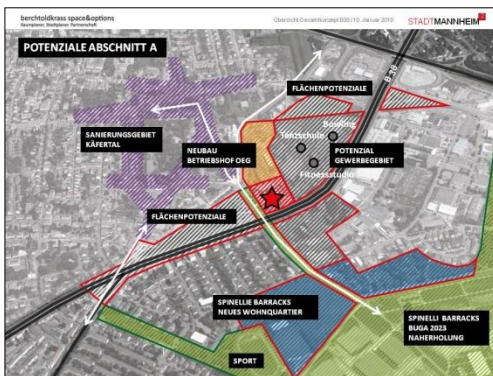 berchtoldkrass space&options
Raumplaner, Stadtplaner. Partnerschaft
Übersicht Gesamtkonzept B38 / 10. Januar 2018
STADTMANNHEIM²
POTENZIALE ABSCHNITT A
B 38
FLÄCHENPOTENZIALE
Bowling
Tanzschule
SANIERUNGSGEBIET
KÄFERTAL
NEUBAU
BETRIEBSHOF OEG
POTENZIAL
GEWERBEGEBIET
Fitnessstudio
FLÄCHENPOTENZIALE
SPINELLIE BARRACKS
NEUES WOHNQUARTIER
SPINELLI BARRACKS
BUGA 2023
NAHERHOLUNG
SPORT